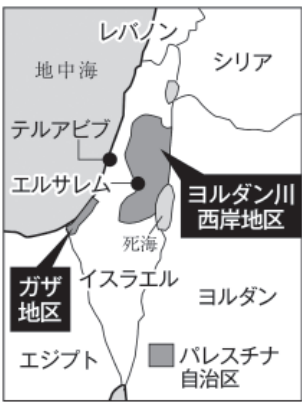 レバノン
シリア
地中海
テルアビブ
エルサレム
ヨルダン川
西岸地区
死海
ガザ
地区
イスラエル
ヨルダン
エジプト
パレスチナ
自治区